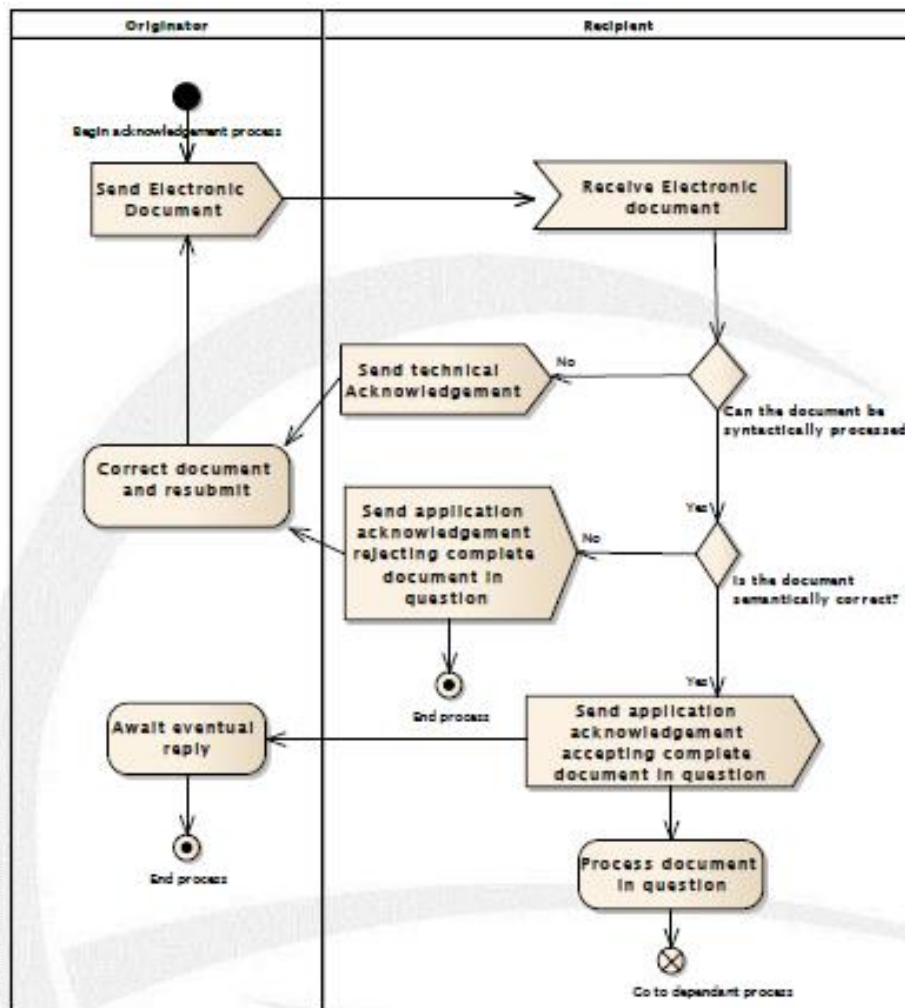 Originator
Recipient
Begin acknowledgement process
Send Electronic
Document
Receive Electronic
document
Send technical
Acknowledgement
No
Can the document be
syntactically processed
Correct document
and resubmit
Send application
acknowledgement
rejecting complete
document in
question
No
Yes
Is the document
semantically correct?
End process
Yes
Await eventual
reply
Send application
acknowledgement
accepting complete
document in question
End process
Process document
in question
Go to dependant process